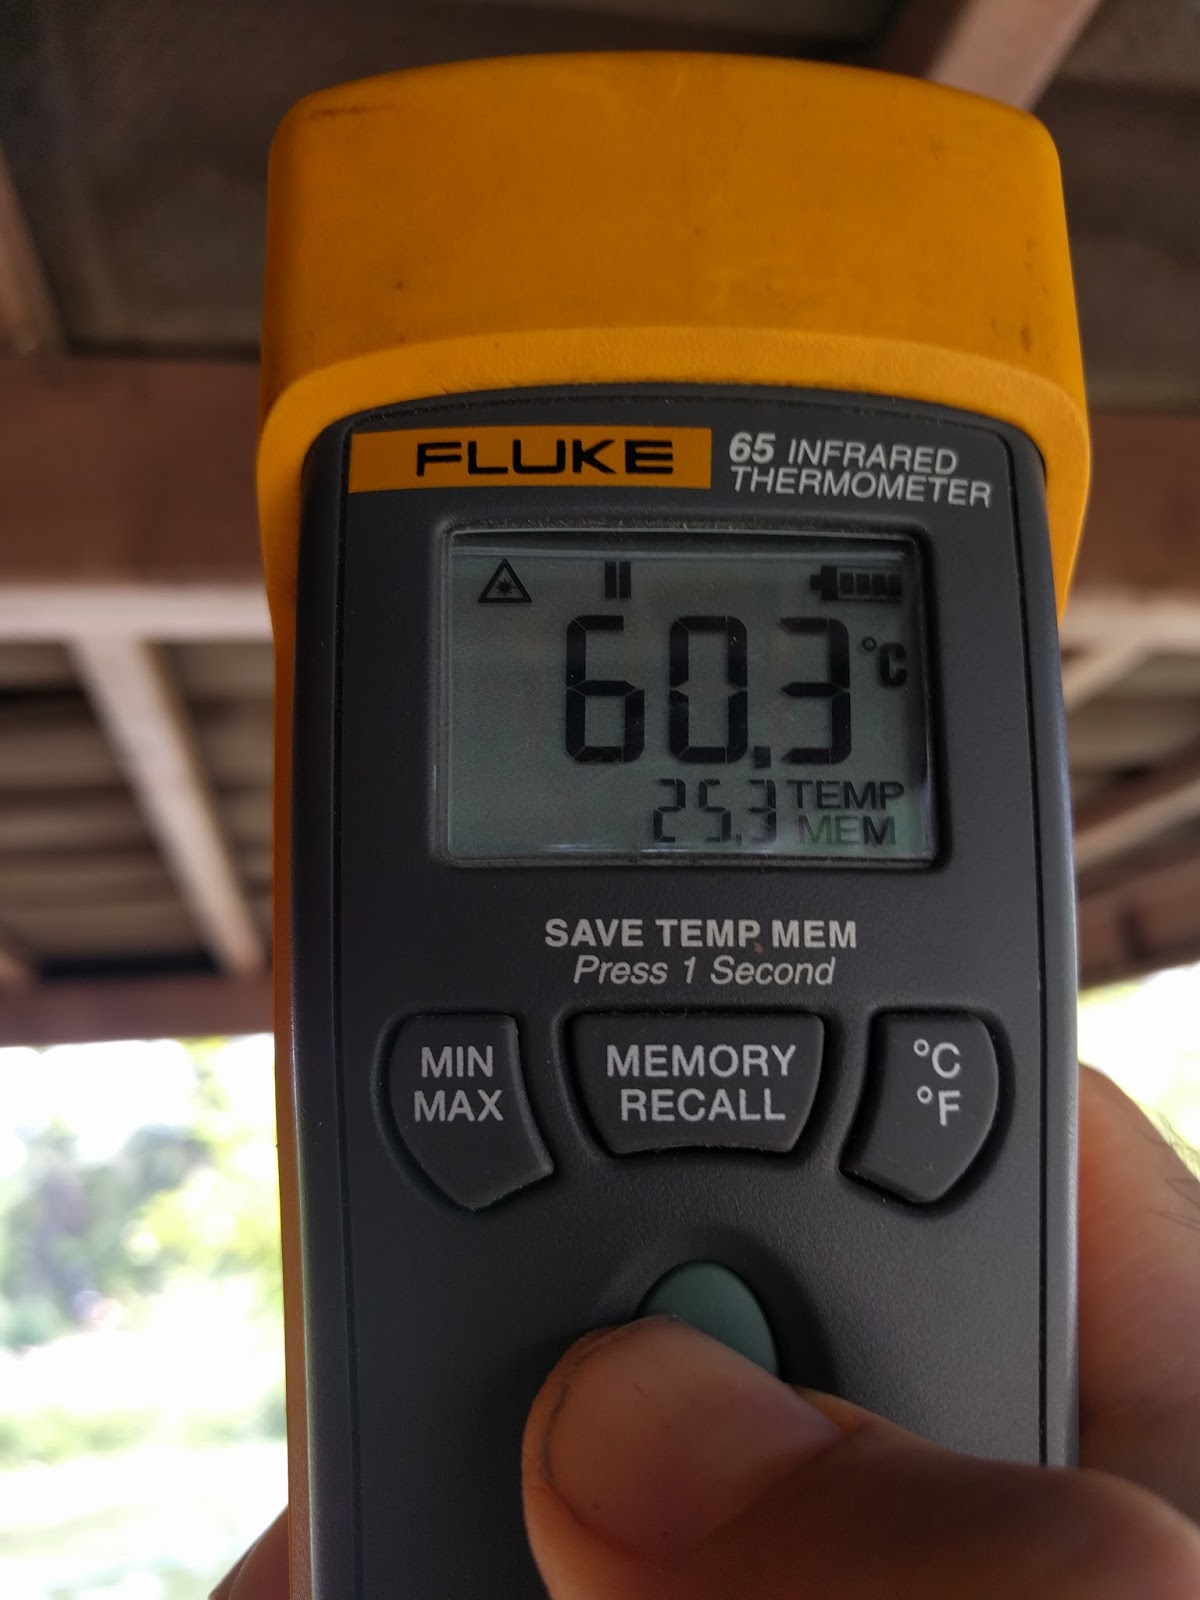 FLUKE
65 INFRARED
THERMOMETER
60.3 °C
25.3 TEMP
MEM
SAVE TEMP MEM
Press 1 Second
MIN
MAX
MEMORY
RECALL
°C
°F